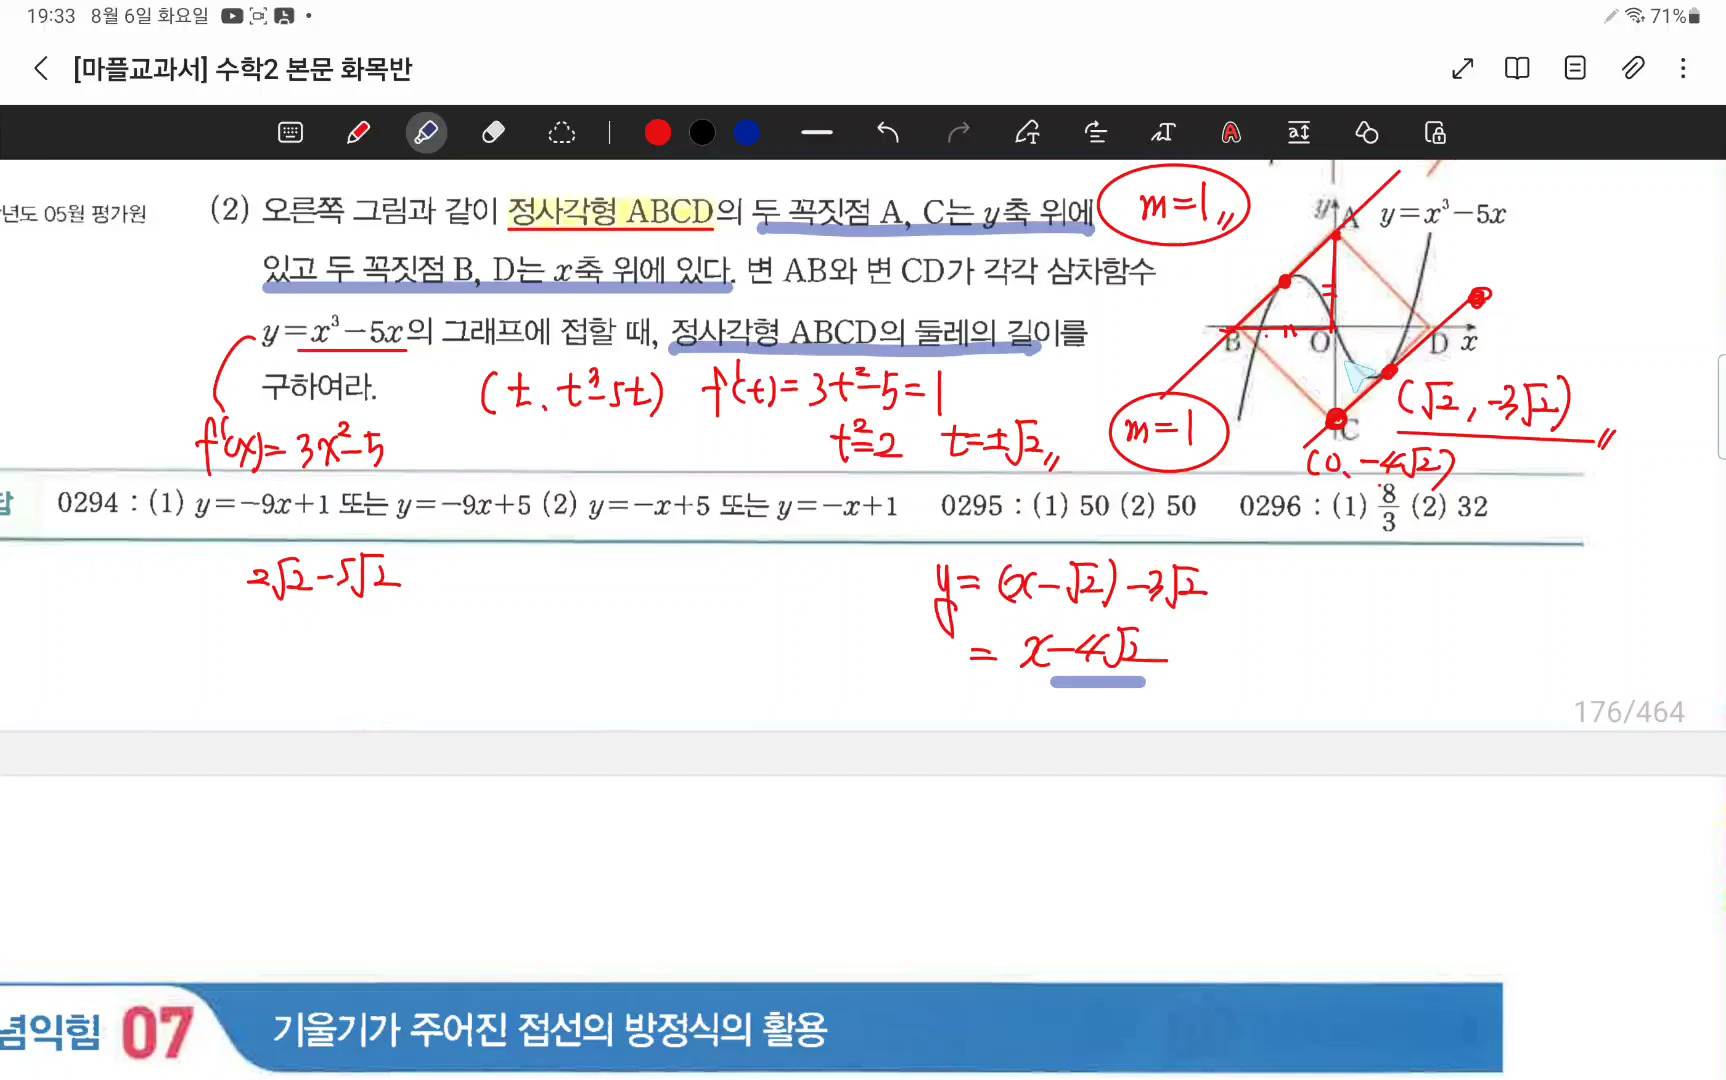 19:33 8월 6일 화요일
71%
[마플교과서] 수학2 본문 화목반
년도 05월 평가원
(2) 오른쪽 그림과 같이 정사각형 ABCD의 두 꼭짓점 A, C는 y축 위에
있고 두 꼭짓점 B, D는 x축 위에 있다. 변 AB와 변 CD가 각각 삼차함수
y=x³-5x의 그래프에 접할 때, 정사각형 ABCD의 둘레의 길이를
구하여라.
m=1
y A y=x³-5x
B O D x
C
(t, t³-5t) f'(t)=3t²-5=1
t²=2 t=±√2
f'(x)=3x²-5
m=1
(√2, -3√2)
(0, -4√2)
답 0294 : (1) y=-9x+1 또는 y=-9x+5 (2) y=-x+5 또는 y=-x+1 0295 : (1) 50 (2) 50 0296 : (1) 8/3 (2) 32
2√2-5√2
y=(x-√2)-3√2
= x-4√2
176/464
념익힘 07 기울기가 주어진 접선의 방정식의 활용